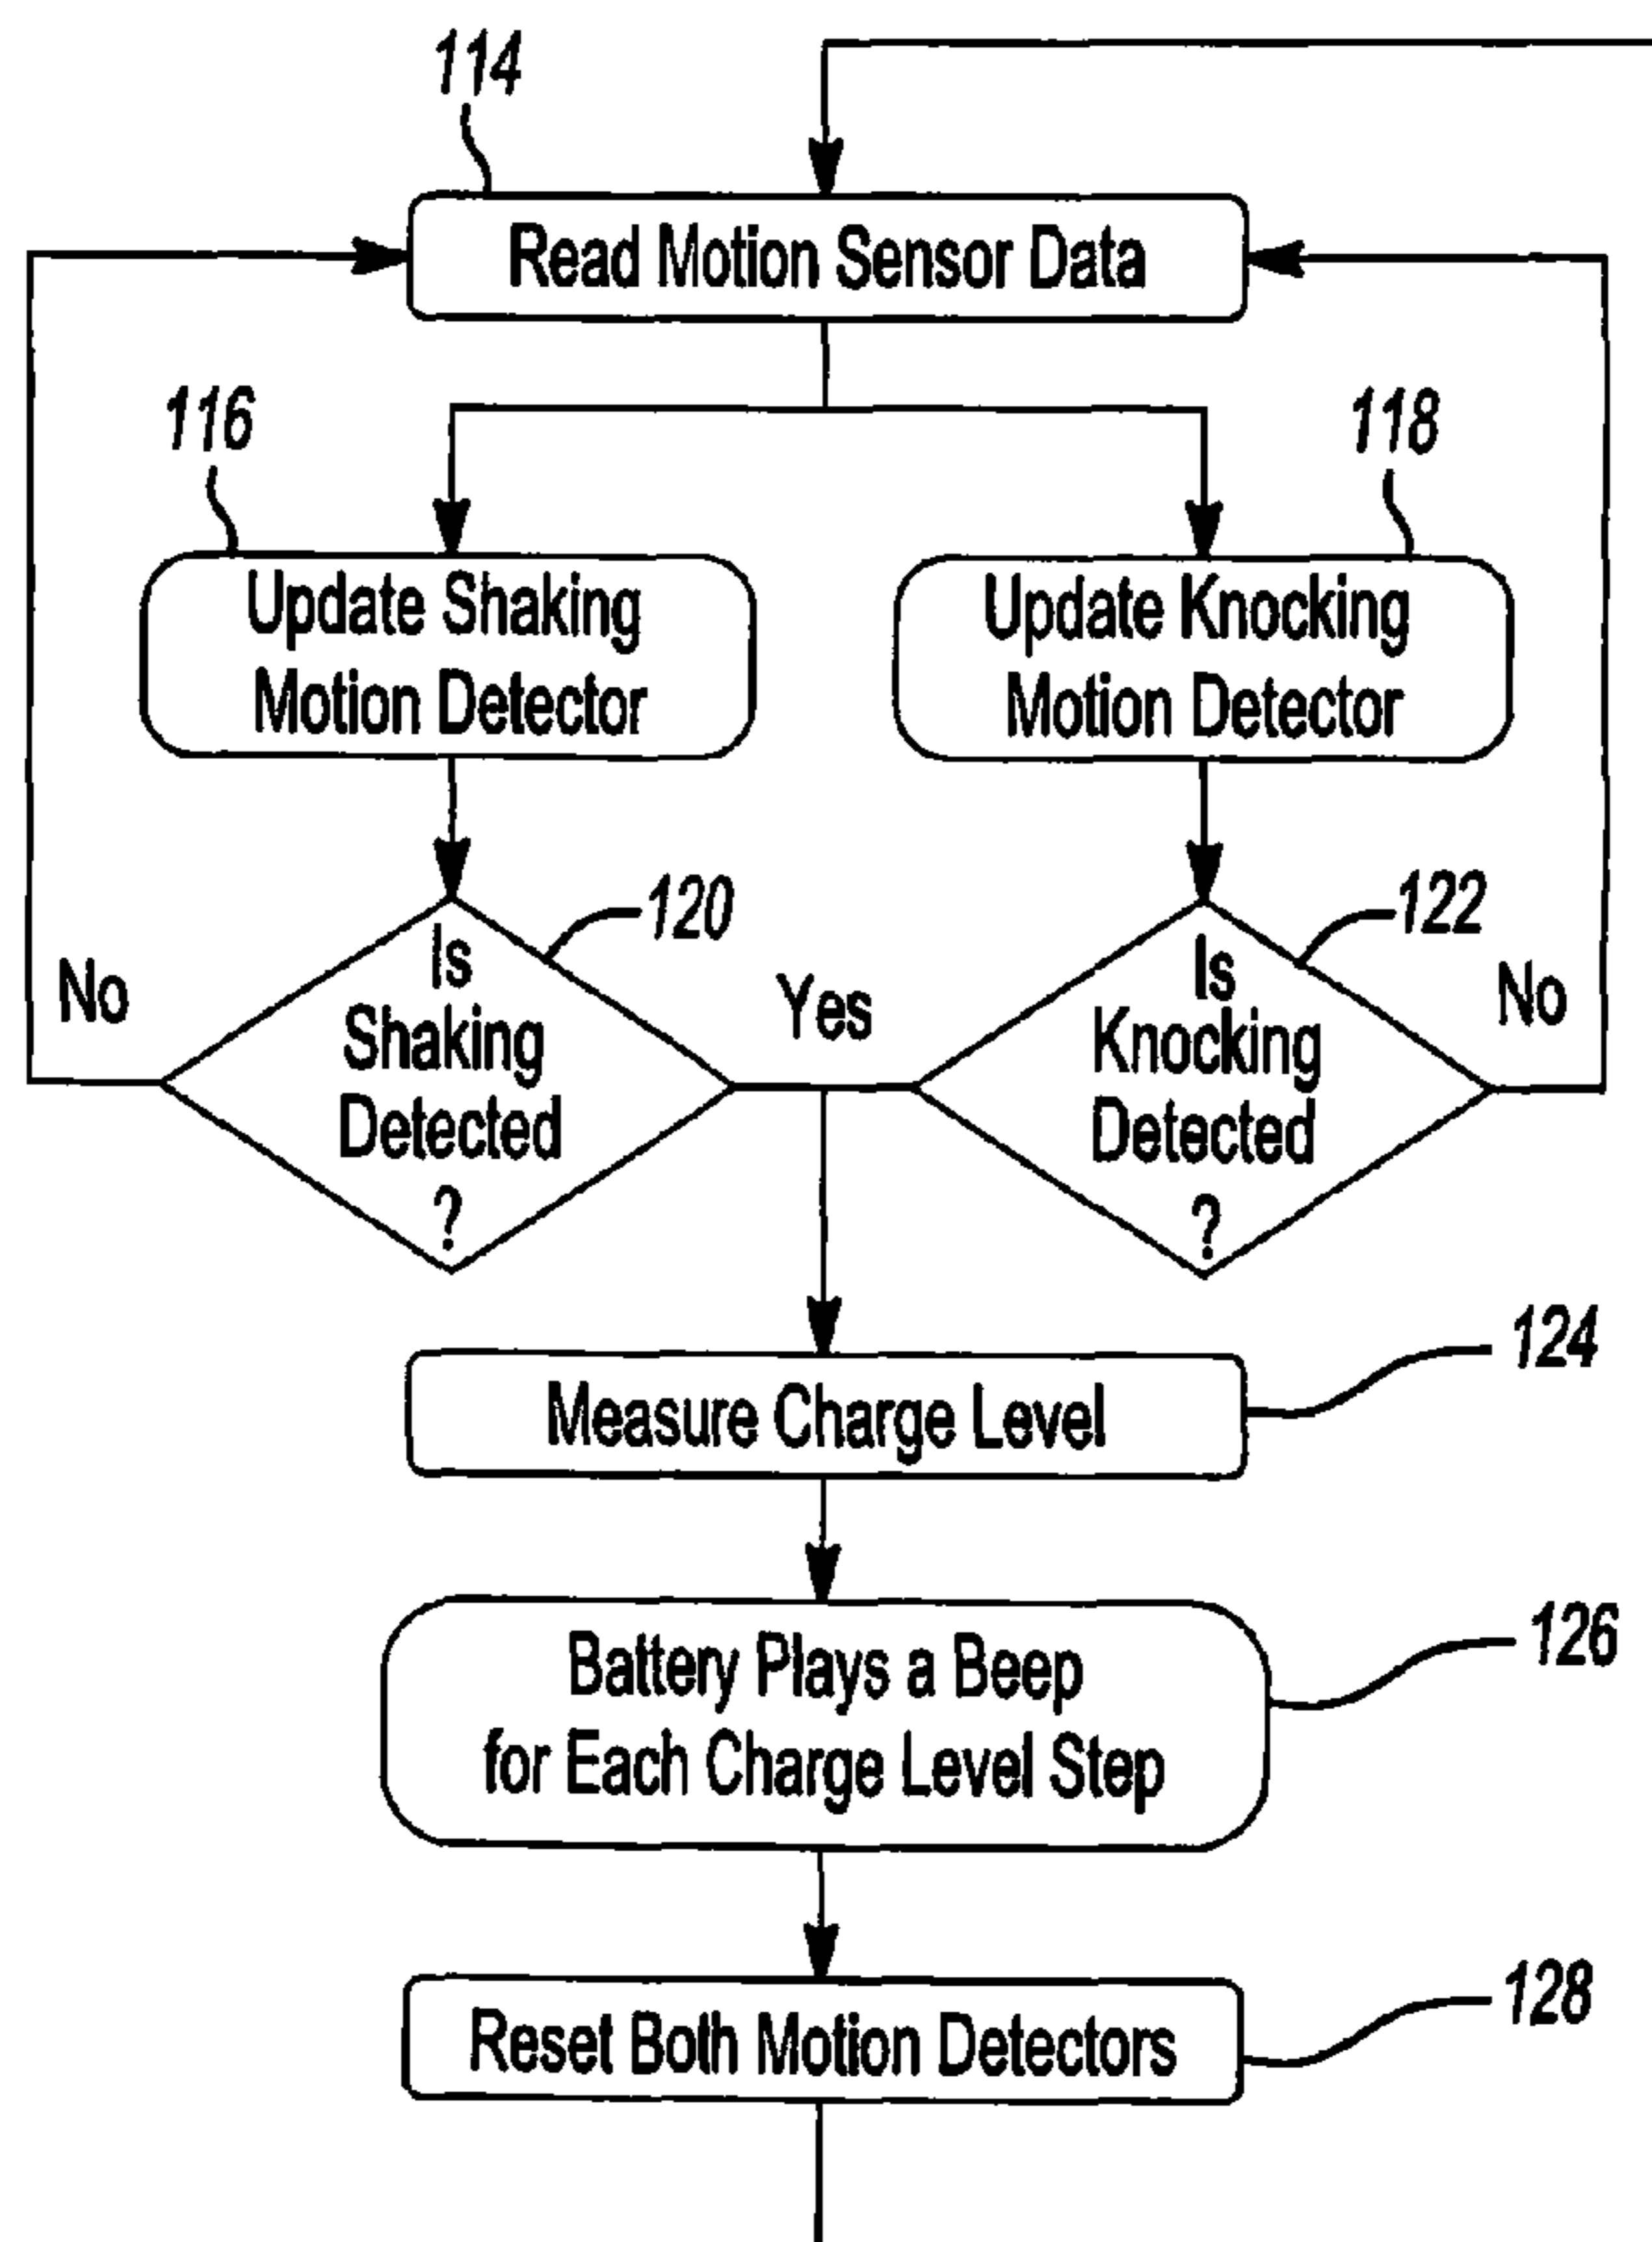 114
Read Motion Sensor Data
116
118
Update Shaking
Motion Detector
Update Knocking
Motion Detector
120
122
No
Is
Shaking
Detected
?
Yes
Is
Knocking
Detected
?
No
124
Measure Charge Level
126
Battery Plays a Beep
for Each Charge Level Step
128
Reset Both Motion Detectors